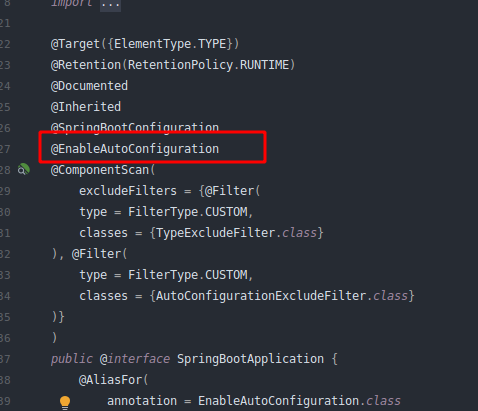 8 import ...
21
22 @Target({ElementType.TYPE})
23 @Retention(RetentionPolicy.RUNTIME)
24 @Documented
25 @Inherited
26 @SpringBootConfiguration
27 @EnableAutoConfiguration
28 @ComponentScan(
29 excludeFilters = {@Filter(
30 type = FilterType.CUSTOM,
31 classes = {TypeExcludeFilter.class}
32 ), @Filter(
33 type = FilterType.CUSTOM,
34 classes = {AutoConfigurationExcludeFilter.class}
35 )}
36 )
37 public @interface SpringBootApplication {
38 @AliasFor(
39 annotation = EnableAutoConfiguration.class